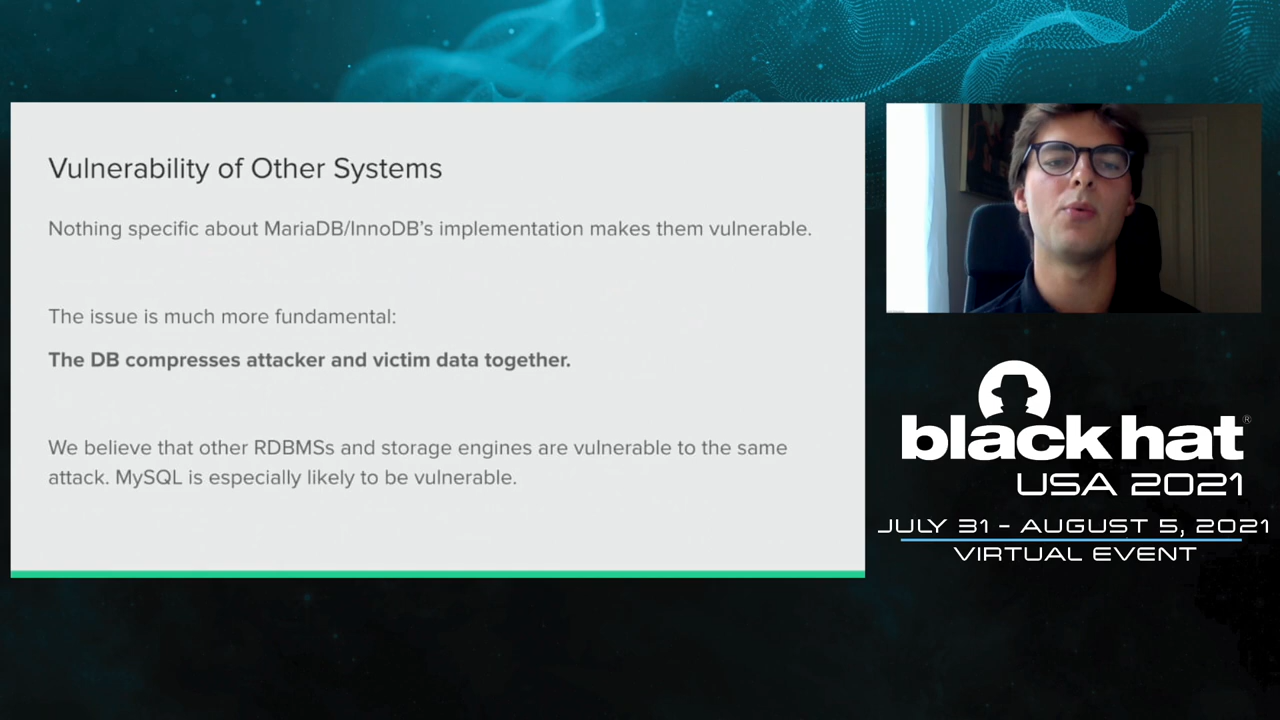 Vulnerability of Other Systems
Nothing specific about MariaDB/InnoDB’s implementation makes them vulnerable.
The issue is much more fundamental:
The DB compresses attacker and victim data together.
We believe that other RDBMSs and storage engines are vulnerable to the same
attack. MySQL is especially likely to be vulnerable.
black hat®
USA 2021
JULY 31 - AUGUST 5, 2021
VIRTUAL EVENT